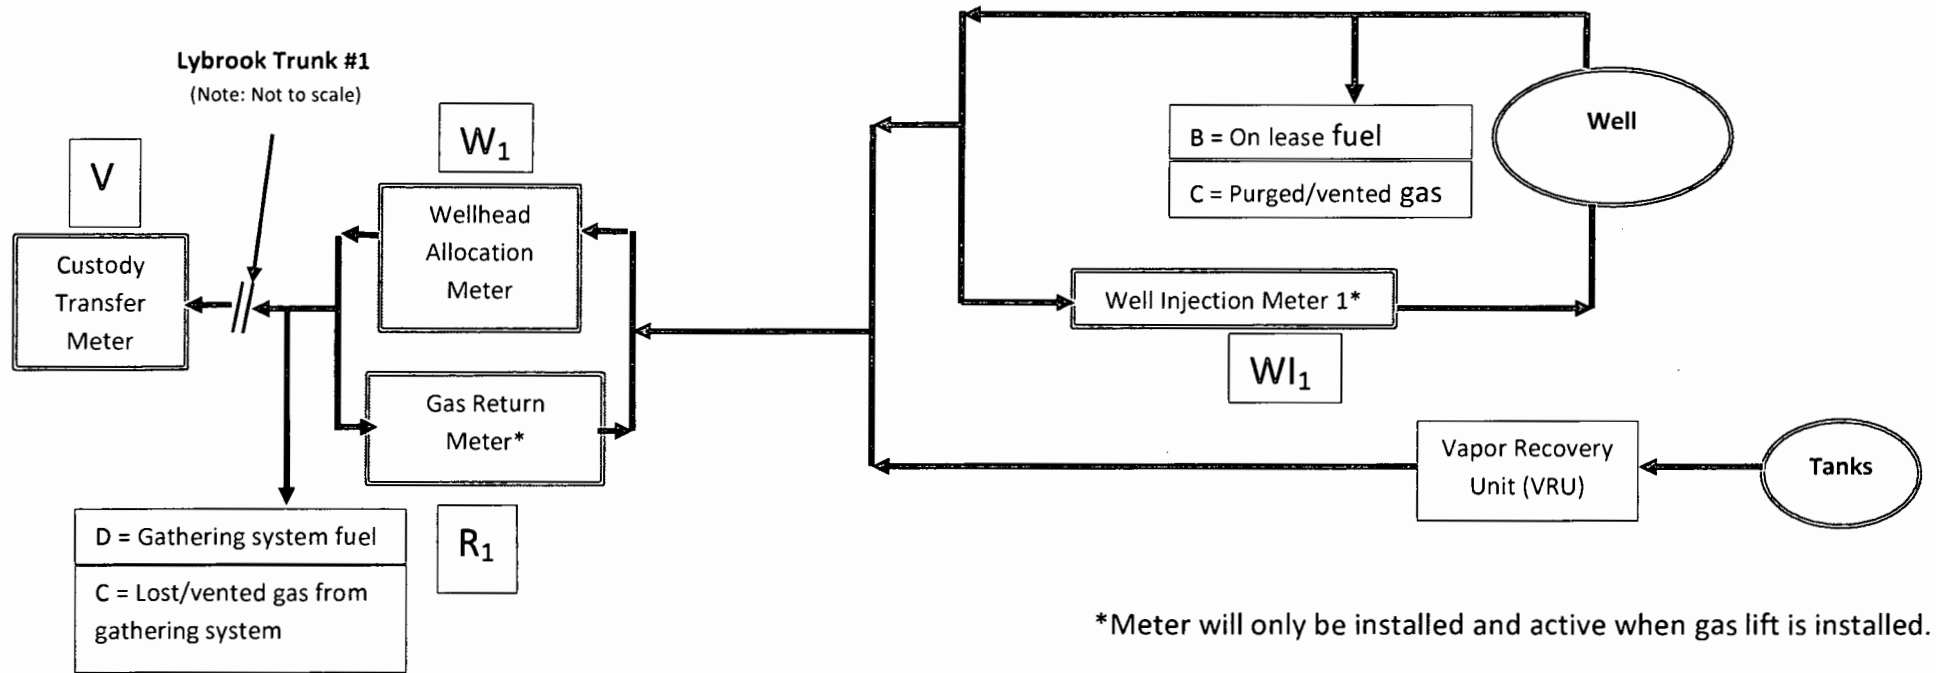 Lybrook Trunk #1
(Note: Not to scale)
V
Custody
Transfer
Meter
W₁
Wellhead
Allocation
Meter
Gas Return
Meter*
R₁
D = Gathering system fuel
C = Lost/vented gas from
gathering system
B = On lease fuel
C = Purged/vented gas
Well
Well Injection Meter 1*
WI₁
Vapor Recovery
Unit (VRU)
Tanks
*Meter will only be installed and active when gas lift is installed.